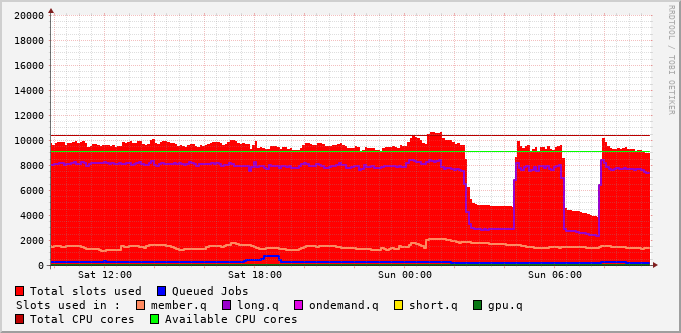 20000
18000
16000
14000
12000
10000
8000
6000
4000
2000
0
Sat 12:00 Sat 18:00 Sun 00:00 Sun 06:00
RRDTOOL / TOBI OETIKER
Total slots used Queued Jobs
Slots used in : member.q long.q ondemand.q short.q gpu.q
Total CPU cores Available CPU cores